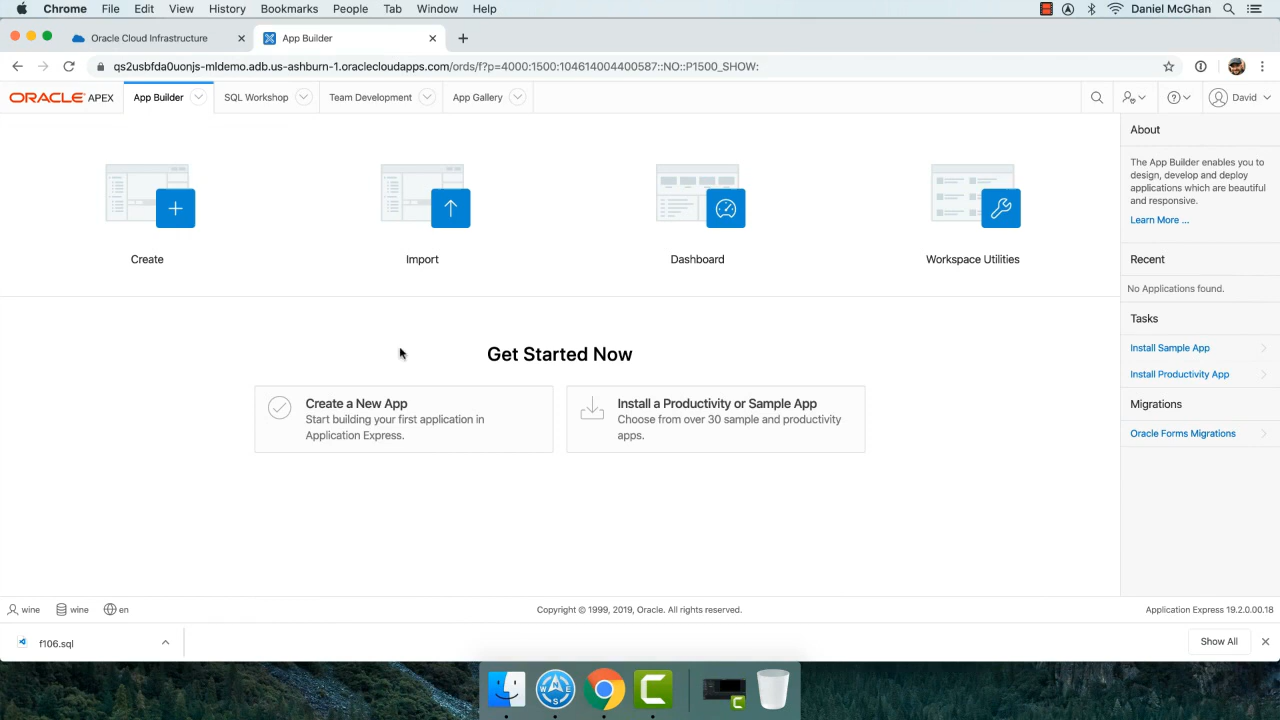 Chrome File Edit View History Bookmarks People Tab Window Help Daniel McGhan
Oracle Cloud Infrastructure App Builder
qs2usbfda0uonjs-mldemo.adb.us-ashburn-1.oraclecloudapps.com/ords/f?p=4000:1500:104614004400587::NO::P1500_SHOW:
ORACLE APEX App Builder SQL Workshop Team Development App Gallery David
Create
Import
Dashboard
Workspace Utilities
Get Started Now
Create a New App
Start building your first application in
Application Express.
Install a Productivity or Sample App
Choose from over 30 sample and productivity
apps.
About
The App Builder enables you to
design, develop and deploy
applications which are beautiful
and responsive.
Learn More ...
Recent
No Applications found.
Tasks
Install Sample App
Install Productivity App
Migrations
Oracle Forms Migrations
wine wine en Copyright © 1999, 2019, Oracle. All rights reserved. Application Express 19.2.0.00.18
f106.sql Show All
W E S
C